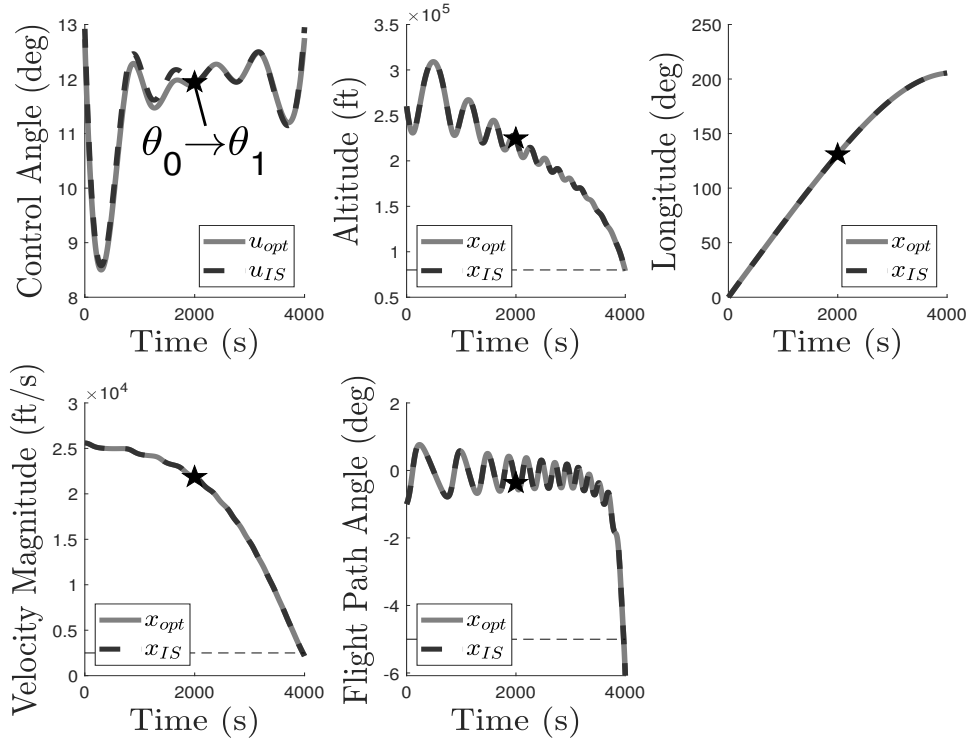 Control Angle (deg)
13
12
11
10
9
8
θ₀→θ₁
u_opt
u_IS
0 2000 4000
Time (s)
Altitude (ft)
×10⁵
3.5
3
2.5
2
1.5
1
0.5
x_opt
x_IS
0 2000 4000
Time (s)
Longitude (deg)
250
200
150
100
50
0
x_opt
x_IS
0 2000 4000
Time (s)
Velocity Magnitude (ft/s)
×10⁴
3
2.5
2
1.5
1
0.5
0
x_opt
x_IS
0 2000 4000
Time (s)
Flight Path Angle (deg)
2
0
-2
-4
-6
x_opt
x_IS
0 2000 4000
Time (s)